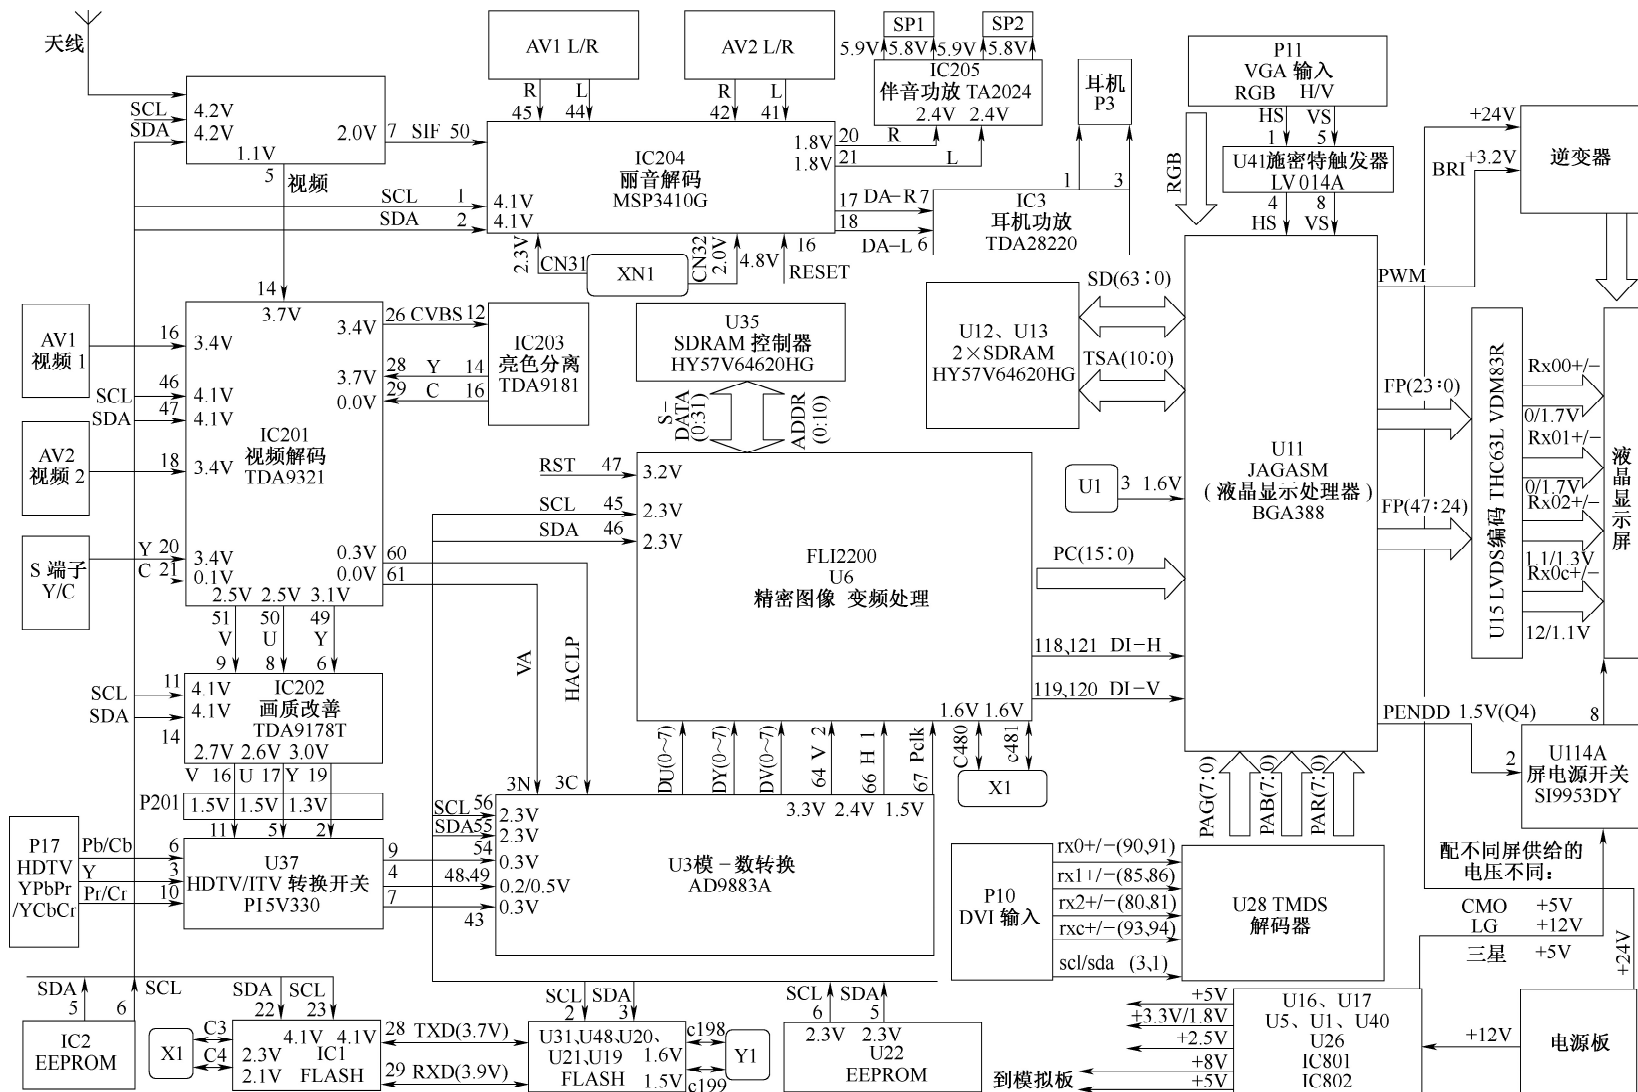 天线
SCL
SDA
4.2V
4.2V
2.0V
1.1V
5
视频
7 SIF 50
AV1 L/R
R
L
45
44
AV2 L/R
R
L
42
41
IC204
丽音解码
MSP3410G
1.8V
1.8V
4.1V
4.1V
SCL 1
SDA 2
20 R
21 L
17 DA-R 7
18
DA-L 6
2.3V
CN31
XN1
CN32
2.0V
4.8V
16
RESET
SP1
SP2
5.9V 5.8V 5.9V 5.8V
IC205
伴音功放 TA2024
2.4V 2.4V
耳机
P3
1
3
IC3
耳机功放
TDA28220
P11
VGA 输入
RGB H/V
HS VS
1 5
U41施密特触发器
LV014A
4 8
HS VS
RGB
+24V
BRI
+3.2V
逆变器
PWM
AV1
视频1
16
AV2
视频2
18
S 端子
Y/C
Y 20
C 21
14
3.7V
3.4V
3.4V
SCL 46
SDA 47
4.1V
4.1V
3.7V
0.0V
IC201
视频解码
TDA9321
3.4V
3.4V
0.1V
0.3V
0.0V
60
61
2.5V 2.5V 3.1V
51 50 49
V U Y
9 8 6
26 CVBS 12
28 Y 14
29 C 16
IC203
亮色分离
TDA9181
U35
SDRAM 控制器
HY57V64620HG
S-DATA (0:31)
ADDR (0:10)
U12、U13
2×SDRAM
HY57V64620HG
SD(63:0)
TSA(10:0)
U1
3 1.6V
U11
JAGASM
(液晶显示处理器)
BGA388
FP(23:0)
FP(47:24)
U15 LVDS编码 THC63L VDM83R
Rx00+/-
0/1.7V
Rx01+/-
0/1.7V
Rx02+/-
1.1/1.3V
Rx0c+/-
12/1.1V
液晶显示屏
RST 47
SCL 45
SDA 46
3.2V
2.3V
2.3V
FLI2200
U6
精密图像 变频处理
1.6V 1.6V
PC(15:0)
118、121 DI-H
119、120 DI-V
VA
HACLP
SCL 11
SDA
14
4.1V
4.1V
IC202
画质改善
TDA9178T
2.7V 2.6V 3.0V
V 16 U 17 Y 19
P201
1.5V 1.5V 1.3V
11 5 2
P17
HDTV
YPbPr
/YCbCr
Pb/Cb 6
Y 3
Pr/Cr 10
U37
HDTV/ITV 转换开关
PI5V330
9
4
7
54
48、49
43
3N
3C
SCL 56
SDA 55
2.3V
2.3V
0.3V
0.2/0.5V
0.3V
U3模-数转换
AD9883A
3.3V 2.4V 1.5V
DU(0~7)
DY(0~7)
DV(0~7)
64 V 2
66 H 1
67 Pclk
C480
c481
X1
PAG(7:0)
PAB(7:0)
PAR(7:0)
PENDD 1.5V(Q4)
2
8
U114A
屏电源开关
SI9953DY
配不同屏供给的
电压不同:
CMO +5V
LG +12V
三星 +5V
+24V
P10
DVI 输入
rx0+/-(90,91)
rx1+/-(85,86)
rx2+/-(80,81)
rxc+/-(93,94)
scl/sda (3,1)
U28 TMDS
解码器
SDA
5
6
SCL
IC2
EEPROM
SDA
22
SCL
23
X1
C3
C4
4.1V 4.1V
2.3V
2.1V
IC1
FLASH
28 TXD(3.7V)
29 RXD(3.9V)
SCL
2
SDA
3
U31、U48、U20、
U21、U19
FLASH
1.6V
1.5V
c198
c199
Y1
SCL
6
SDA
5
2.3V 2.3V
U22
EEPROM
+5V
+3.3V/1.8V
+2.5V
+8V
+5V
到模拟板
U16、U17
U5、U1、U40
U26
IC801
IC802
+12V
电源板